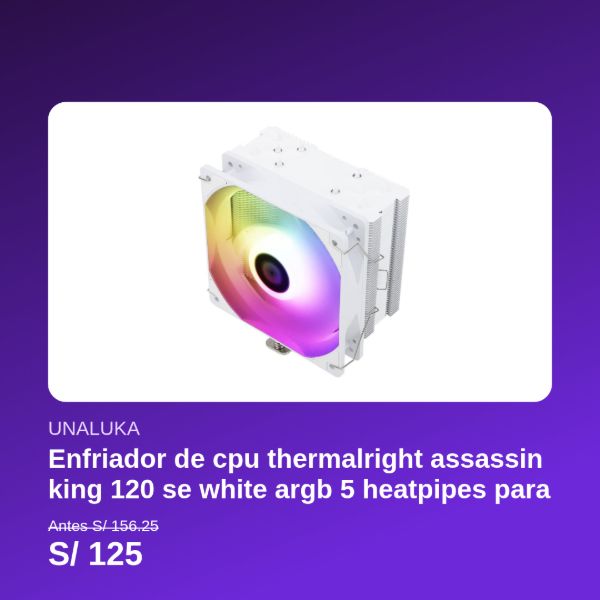 UNALUKA
Enfriador de cpu thermalright assassin
king 120 se white argb 5 heatpipes para
Antes S/ 156.25
S/ 125